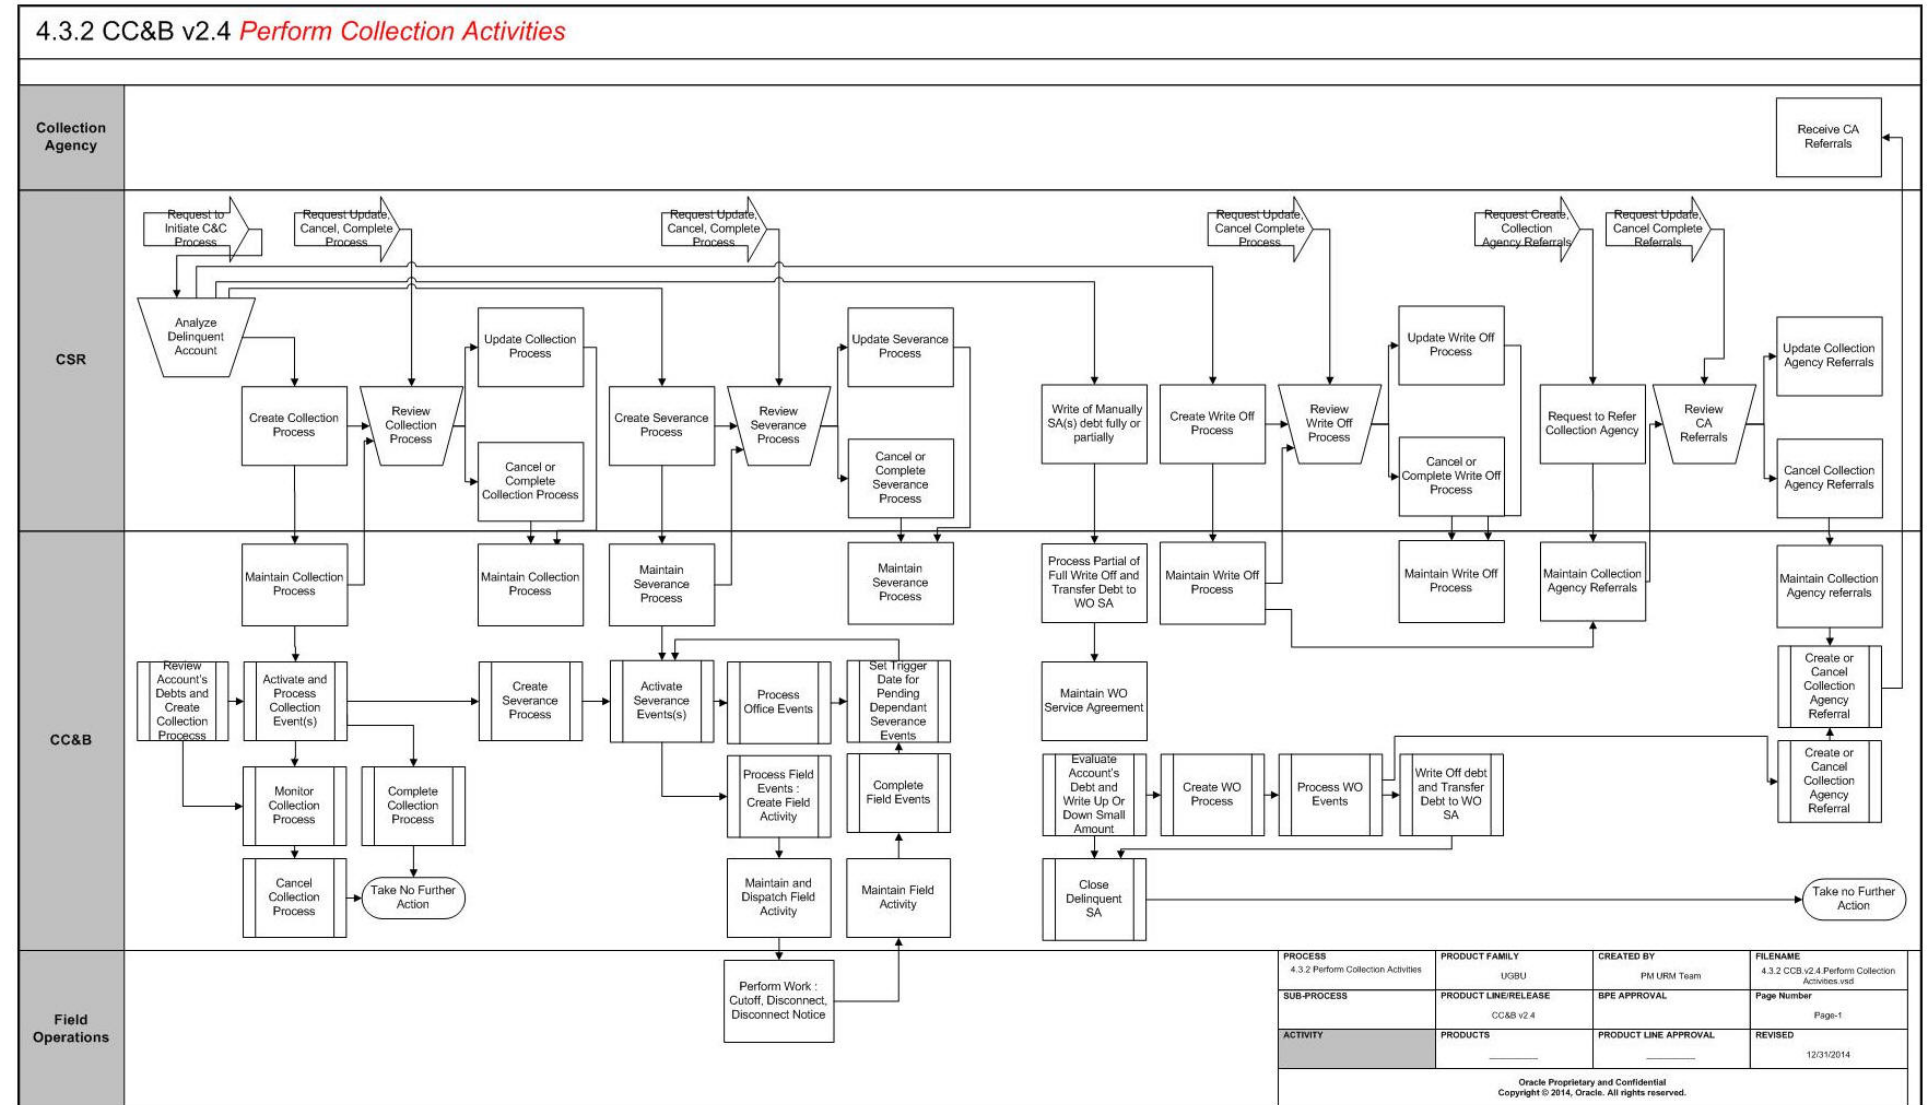 4.3.2 CC&B v2.4 Perform Collection Activities
Collection
Agency
Receive CA
Referrals
CSR
Request to
Initiate C&C
Process
Request Update,
Cancel, Complete
Process
Request Update,
Cancel, Complete
Process
Request Update,
Cancel Complete
Process
Request Create,
Collection
Agency Referrals
Request Update,
Cancel Complete
Referrals
Analyze
Delinquent
Account
Update Collection
Process
Update Severance
Process
Update Write Off
Process
Update Collection
Agency Referrals
Create Collection
Process
Review
Collection
Process
Create Severance
Process
Review
Severance
Process
Write of Manually
SA(s) debt fully or
partially
Create Write Off
Process
Review
Write Off
Process
Request to Refer
Collection Agency
Review
CA
Referrals
Cancel or
Complete
Collection Process
Cancel or
Complete
Severance
Process
Cancel or
Complete Write Off
Process
Cancel Collection
Agency Referrals
CC&B
Maintain Collection
Process
Maintain Collection
Process
Maintain
Severance
Process
Maintain
Severance
Process
Process Partial of
Full Write Off and
Transfer Debt to
WO SA
Maintain Write Off
Process
Maintain Write Off
Process
Maintain Collection
Agency Referrals
Maintain Collection
Agency referrals
Review
Account's
Debts and
Create
Collection
Procecss
Activate and
Process
Collection
Event(s)
Create
Severance
Process
Activate
Severance
Events(s)
Process
Office Events
Set Trigger
Date for
Pending
Dependant
Severance
Events
Maintain WO
Service Agreement
Create or
Cancel
Collection
Agency
Referral
Monitor
Collection
Process
Complete
Collection
Process
Process Field
Events :
Create Field
Activity
Complete
Field Events
Evaluate
Account's
Debt and
Write Up Or
Down Small
Amount
Create WO
Process
Process WO
Events
Write Off debt
and Transfer
Debt to WO
SA
Create or
Cancel
Collection
Agency
Referral
Cancel
Collection
Process
Take No Further
Action
Maintain and
Dispatch Field
Activity
Maintain Field
Activity
Close
Delinquent
SA
Take no Further
Action
Field
Operations
Perform Work :
Cutoff, Disconnect,
Disconnect Notice
PROCESS
4.3.2 Perform Collection Activities
PRODUCT FAMILY
UGBU
CREATED BY
PM URM Team
FILENAME
4.3.2 CCB.v2.4.Perform Collection
Activities.vsd
SUB-PROCESS
PRODUCT LINE/RELEASE
CC&B v2.4
BPE APPROVAL
Page Number
Page-1
ACTIVITY
PRODUCTS
PRODUCT LINE APPROVAL
REVISED
12/31/2014
Oracle Proprietary and Confidential
Copyright © 2014, Oracle. All rights reserved.